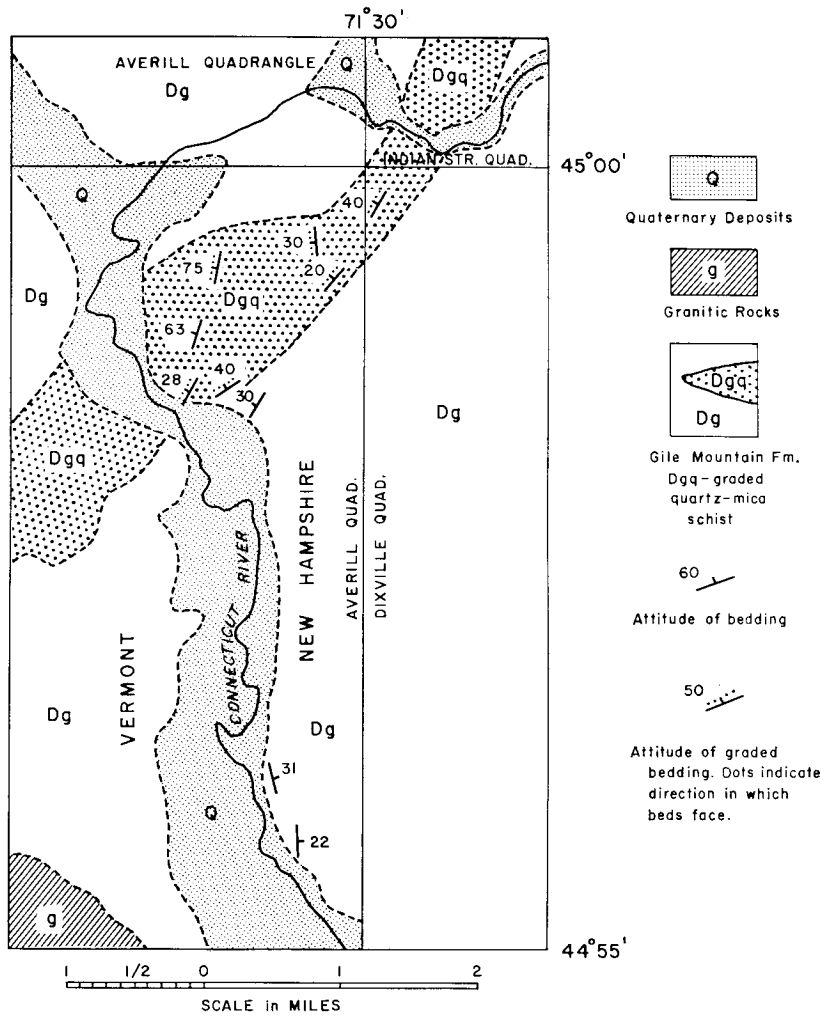 71°30'
AVERILL QUADRANGLE
Q
Dgq
Dg
INDIAN STR. QUAD.
45°00'
Q
40
30
75
20
Dg
Dgq
63
40
28
30
Dg
Dgq
NEW HAMPSHIRE
AVERILL QUAD.
DIXVILLE QUAD.
CONNECTICUT RIVER
VERMONT
Dg
Dg
31
Q
22
g
44°55'
1 1/2 0 1 2
SCALE in MILES
Q
Quaternary Deposits
g
Granitic Rocks
Dgq
Dg
Gile Mountain Fm.
Dgq-graded
quartz-mica
schist
60
Attitude of bedding
50
Attitude of graded
bedding. Dots indicate
direction in which
beds face.